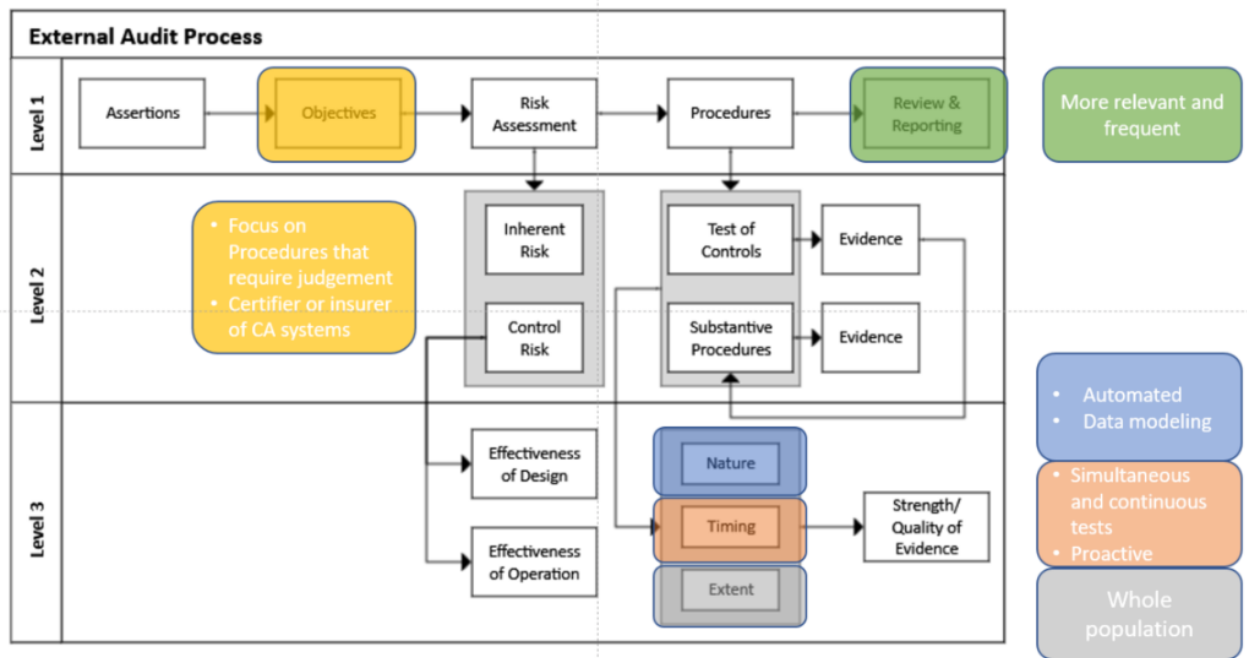 External Audit Process
Level 1
Assertions
Objectives
Risk
Assessment
Procedures
Review &
Reporting
More relevant and
frequent
Level 2
• Focus on
Procedures that
require judgement
• Certifier or insurer
of CA systems
Inherent
Risk
Control
Risk
Test of
Controls
Evidence
Substantive
Procedures
Evidence
Level 3
Effectiveness
of Design
Effectiveness
of Operation
Nature
Timing
Extent
Strength/
Quality of
Evidence
• Automated
• Data modeling
• Simultaneous
and continuous
tests
• Proactive
Whole
population